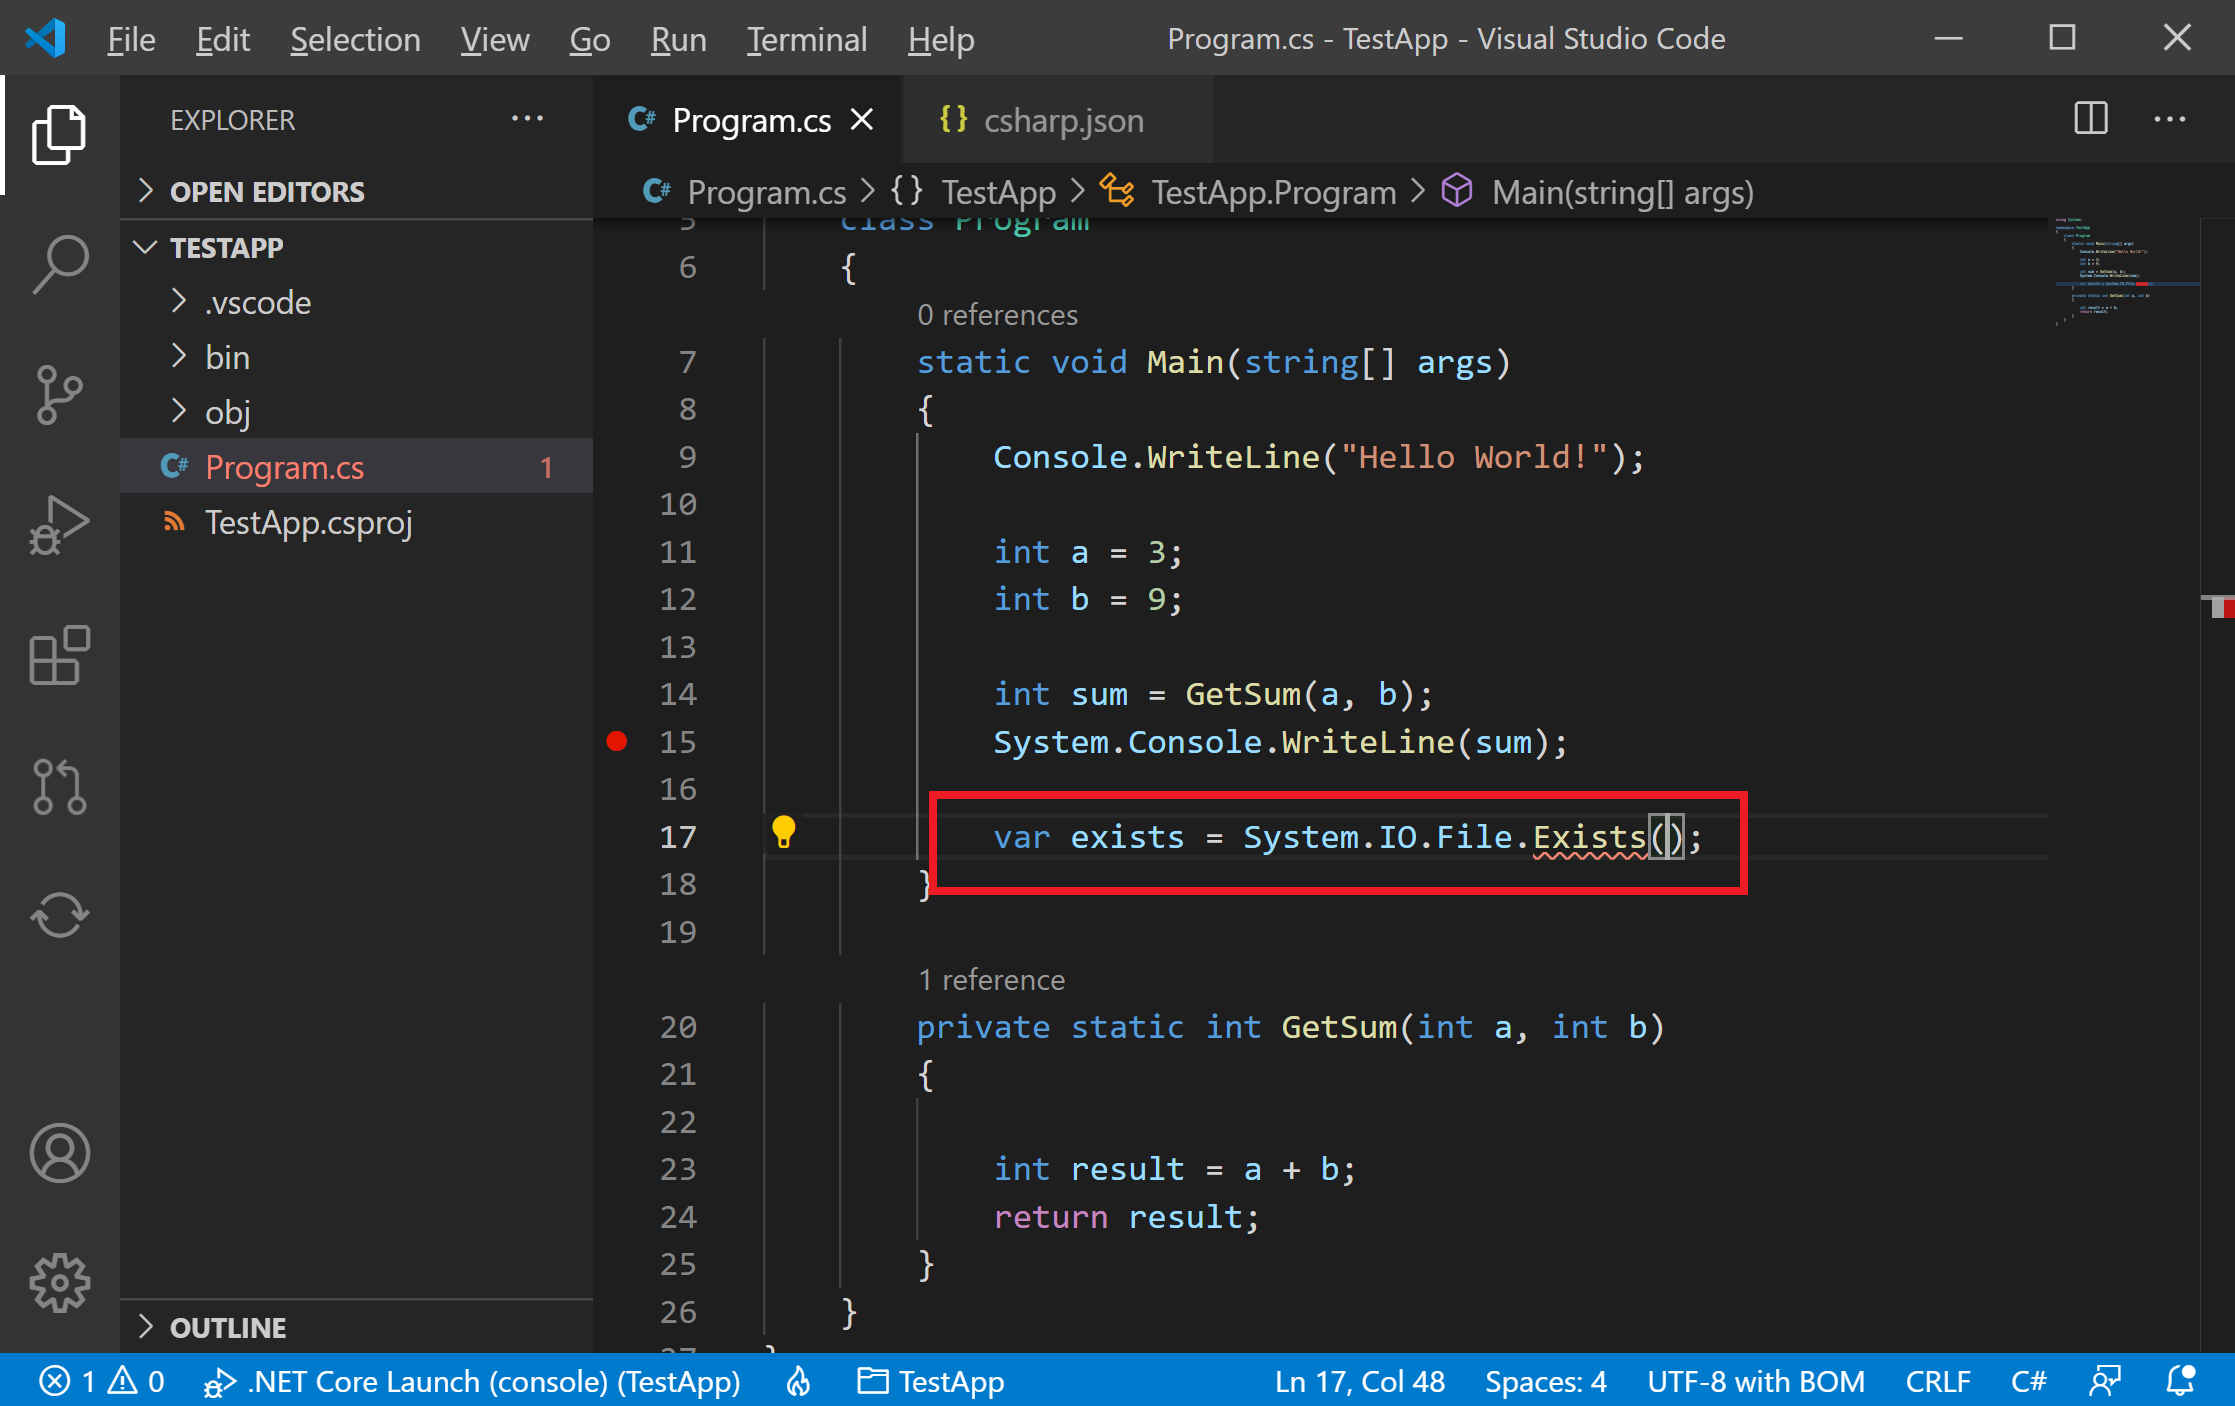 File Edit Selection View Go Run Terminal Help Program.cs - TestApp - Visual Studio Code
EXPLORER
OPEN EDITORS
TESTAPP
.vscode
bin
obj
C# Program.cs 1
TestApp.csproj
OUTLINE
C# Program.cs {} csharp.json
C# Program.cs > {} TestApp > TestApp.Program > Main(string[] args)
5 class Program
6 {
0 references
7 static void Main(string[] args)
8 {
9 Console.WriteLine("Hello World!");
10
11 int a = 3;
12 int b = 9;
13
14 int sum = GetSum(a, b);
15 System.Console.WriteLine(sum);
16
17 var exists = System.IO.File.Exists();
18 }
19
1 reference
20 private static int GetSum(int a, int b)
21 {
22
23 int result = a + b;
24 return result;
25 }
26 }
27 }
1 0 .NET Core Launch (console) (TestApp) TestApp Ln 17, Col 48 Spaces: 4 UTF-8 with BOM CRLF C#